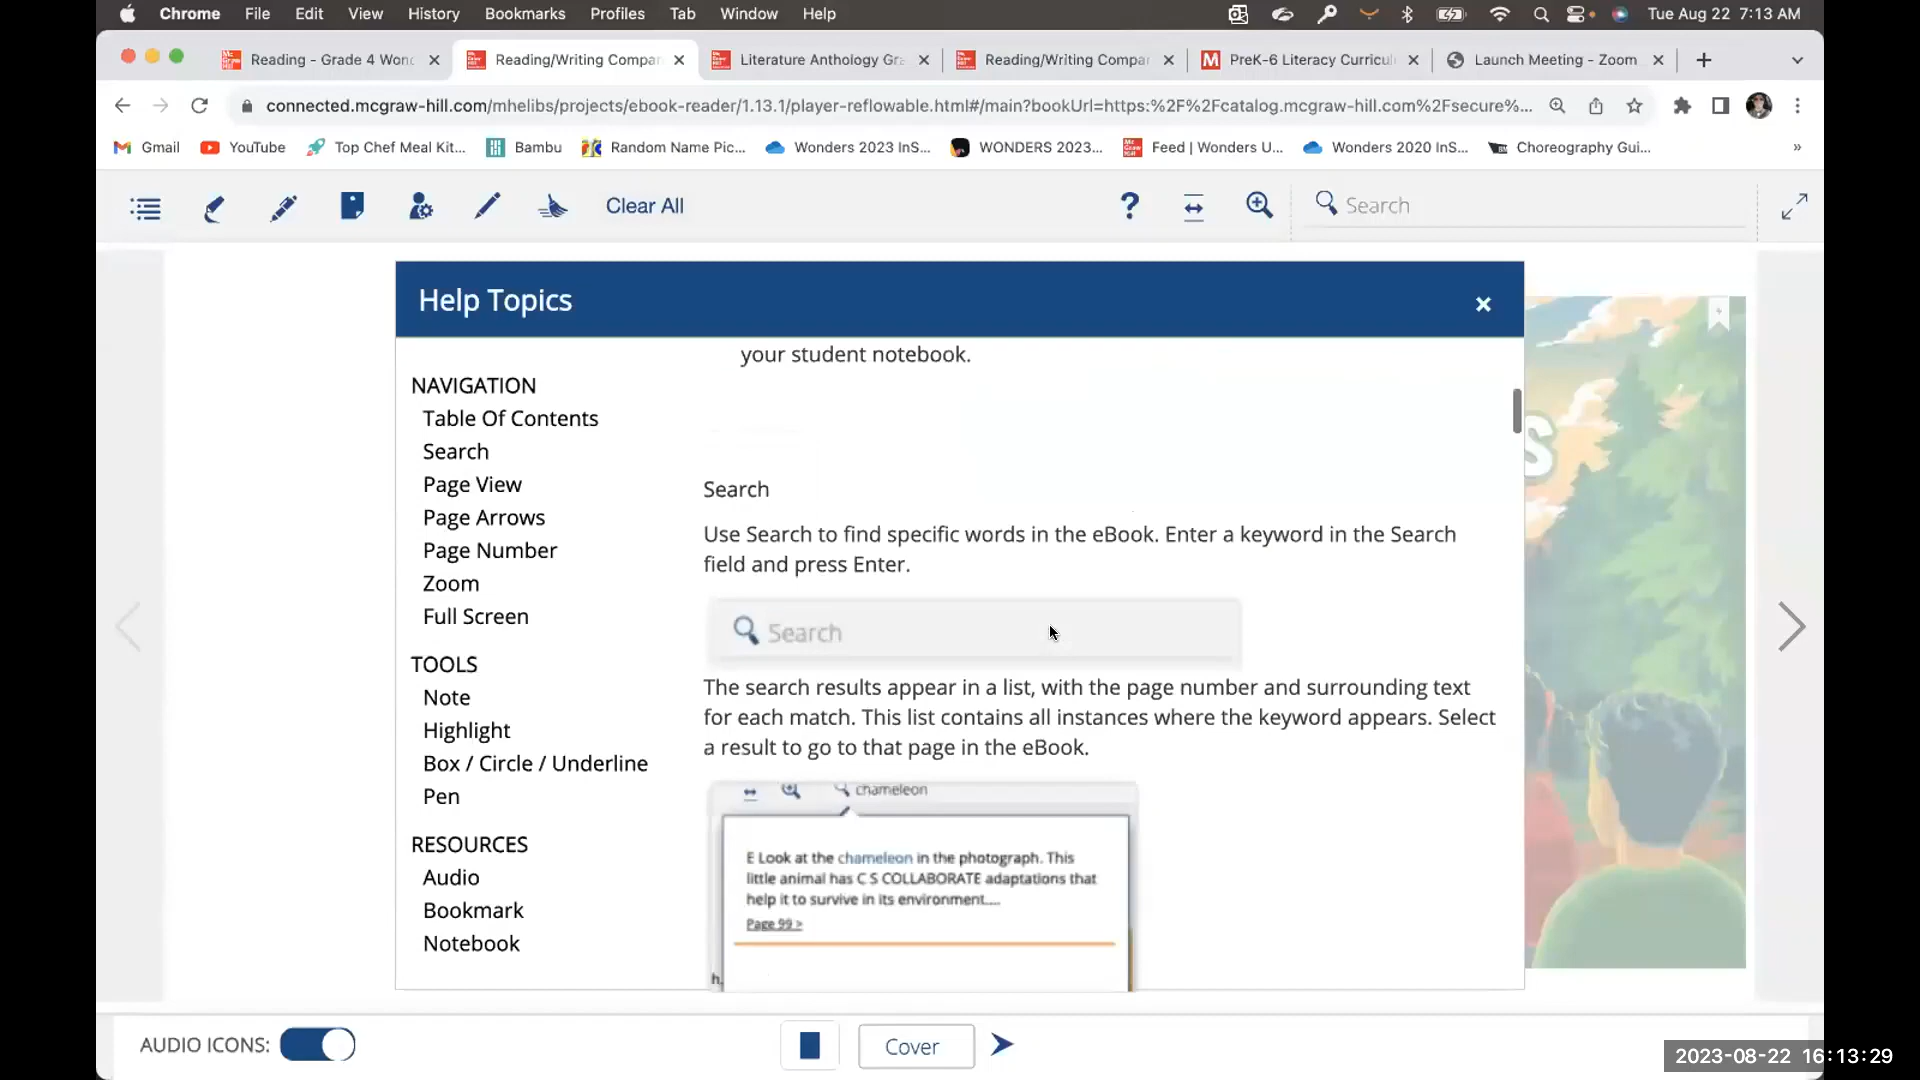 Chrome File Edit View History Bookmarks Profiles Tab Window Help Tue Aug 22 7:13 AM
Reading - Grade 4 Won Reading/Writing Compar Literature Anthology Gr Reading/Writing Compar PreK-6 Literacy Curricul Launch Meeting - Zoom
connected.mcgraw-hill.com/mhelibs/projects/ebook-reader/1.13.1/player-reflowable.html#/main?bookUrl=https:%2F%2Fcatalog.mcgraw-hill.com%2Fsecure%...
Gmail YouTube Top Chef Meal Kit... Bambu Random Name Pic... Wonders 2023 InS... WONDERS 2023... Feed | Wonders U... Wonders 2020 InS... Choreography Gui... »
Clear All ? Search
Help Topics
NAVIGATION
Table Of Contents
Search
Page View
Page Arrows
Page Number
Zoom
Full Screen
TOOLS
Note
Highlight
Box / Circle / Underline
Pen
RESOURCES
Audio
Bookmark
Notebook
your student notebook.
Search
Use Search to find specific words in the eBook. Enter a keyword in the Search
field and press Enter.
Search
The search results appear in a list, with the page number and surrounding text
for each match. This list contains all instances where the keyword appears. Select
a result to go to that page in the eBook.
chameleon
E Look at the chameleon in the photograph. This
little animal has C S COLLABORATE adaptations that
help it to survive in its environment....
Page 99 >
h,
S
AUDIO ICONS: Cover
2023-08-22 16:13:29